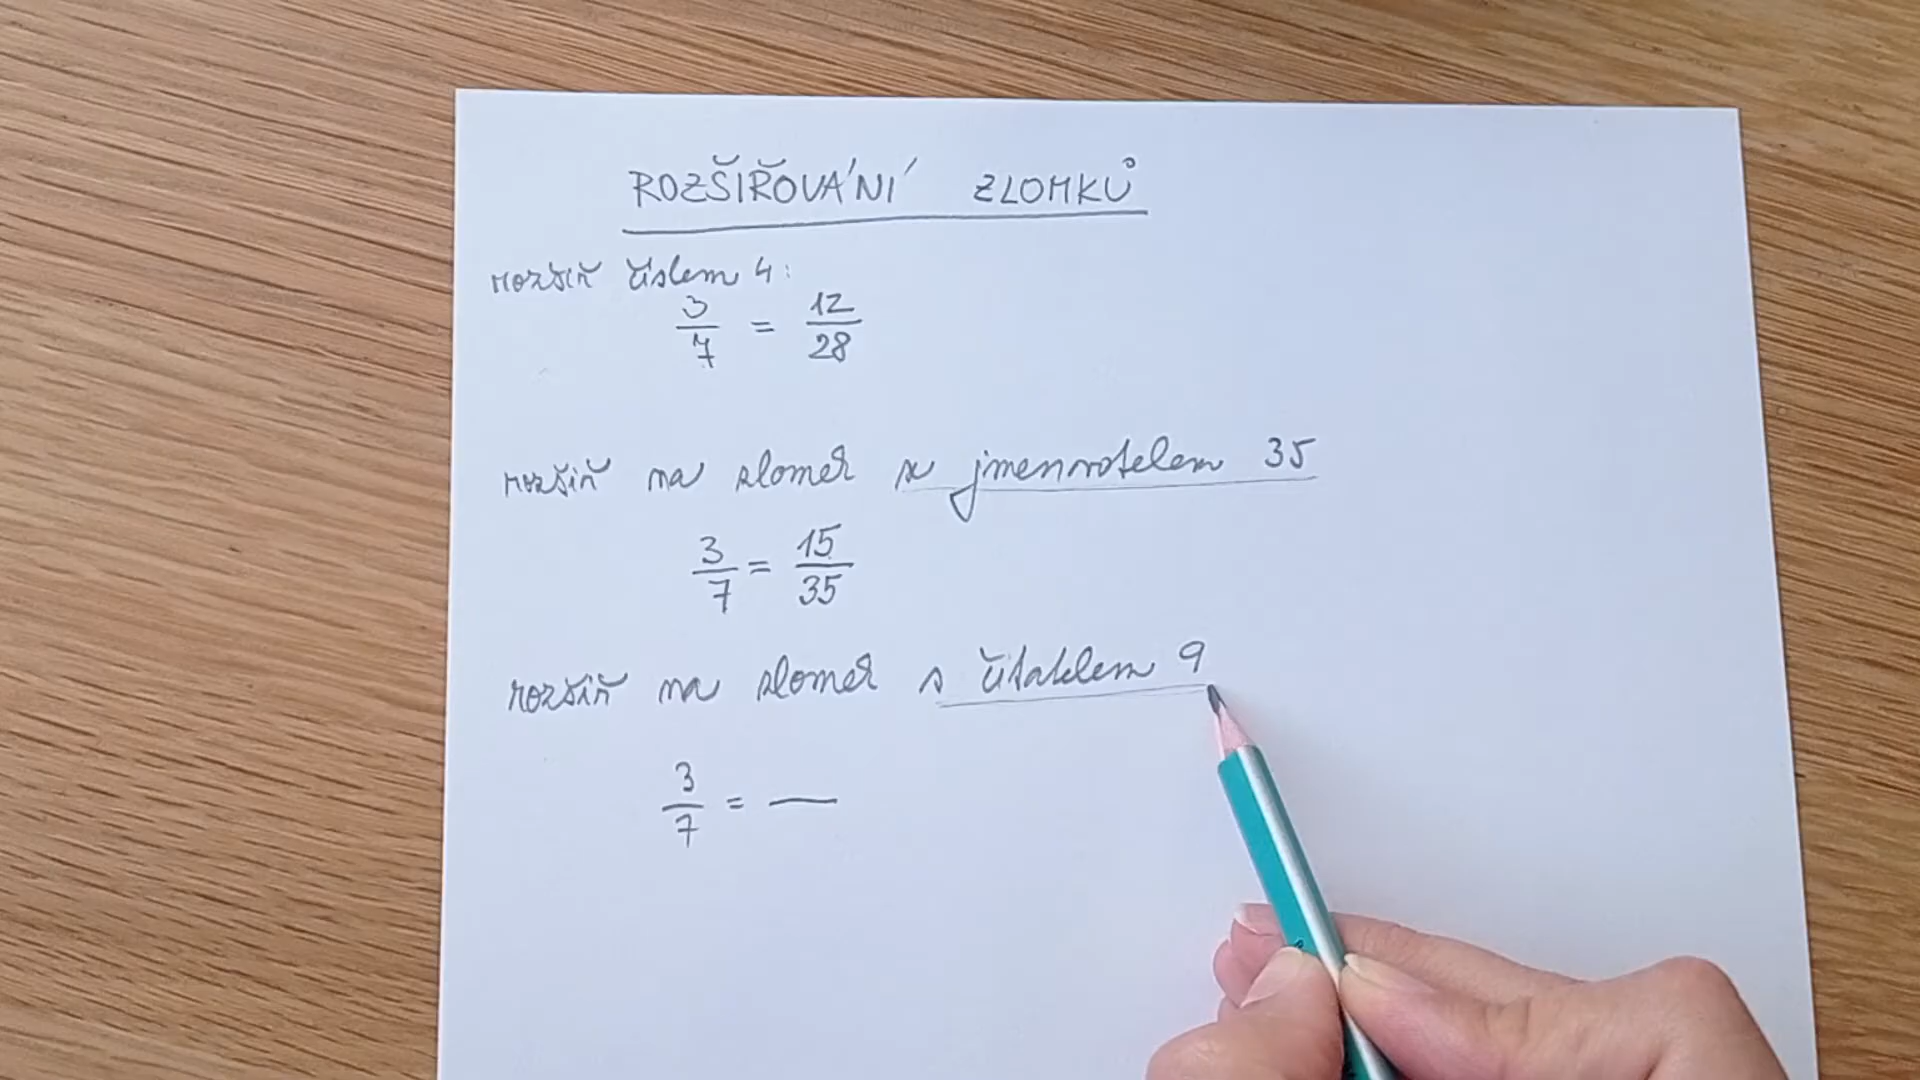 ROZŠIŘOVÁNÍ ZLOMKŮ
rozšiř číslem 4:
3/7 = 12/28
rozšiř na zlomek se jmenovatelem 35
3/7 = 15/35
rozšiř na zlomek s čitatelem 9
3/7 = —